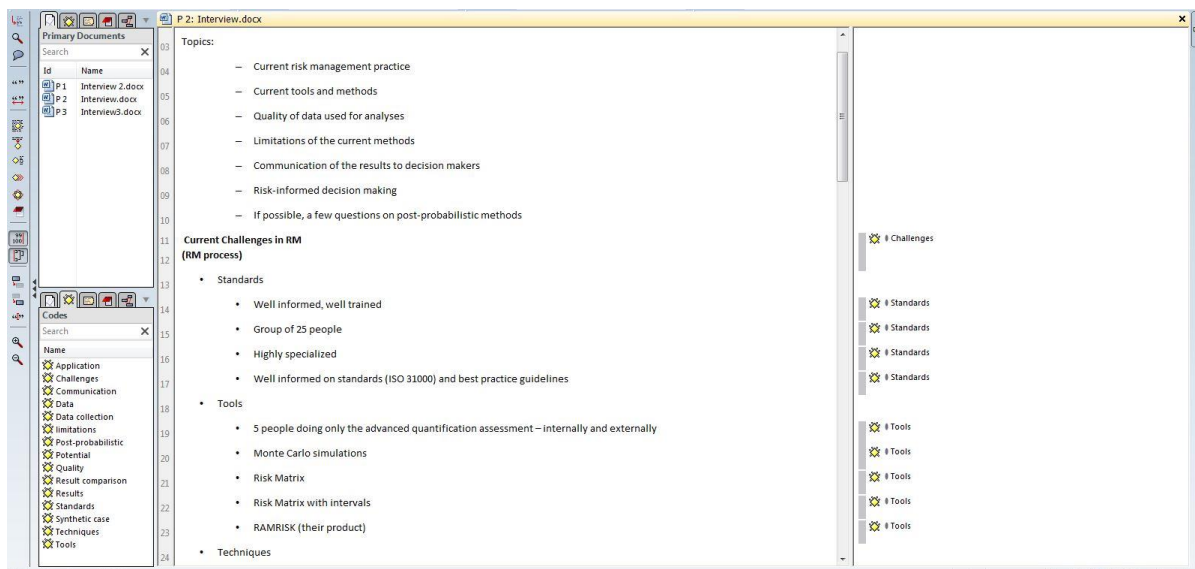 P 2: Interview.docx
Primary Documents
Search
Id Name
P 1 Interview 2.docx
P 2 Interview.docx
P 3 Interview3.docx
Codes
Search
Name
Application
Challenges
Communication
Data
Data collection
limitations
Post-probabilistic
Potential
Quality
Result comparison
Results
Standards
Synthetic case
Techniques
Tools
03 Topics:
04 – Current risk management practice
05 – Current tools and methods
06 – Quality of data used for analyses
07 – Limitations of the current methods
08 – Communication of the results to decision makers
09 – Risk-informed decision making
10 – If possible, a few questions on post-probabilistic methods
11 Current Challenges in RM
12 (RM process)
13 • Standards
14 • Well informed, well trained
15 • Group of 25 people
16 • Highly specialized
17 • Well informed on standards (ISO 31000) and best practice guidelines
18 • Tools
19 • 5 people doing only the advanced quantification assessment – internally and externally
20 • Monte Carlo simulations
21 • Risk Matrix
22 • Risk Matrix with intervals
23 • RAMRISK (their product)
24 • Techniques
Challenges
Standards
Standards
Standards
Standards
Tools
Tools
Tools
Tools
Tools